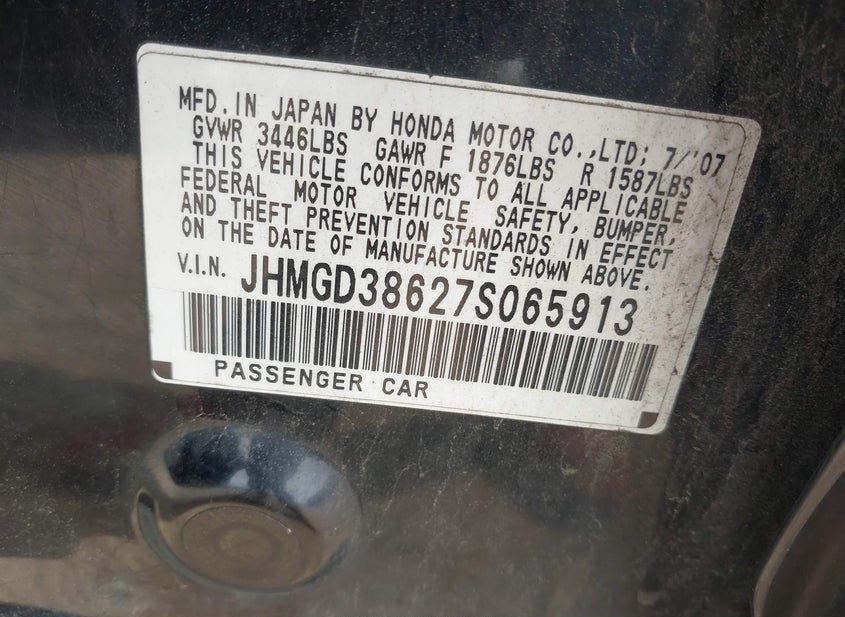 MFD. IN JAPAN BY HONDA MOTOR CO.,LTD; 7/'07
GVWR 3446LBS GAWR F 1876LBS R 1587LBS
THIS VEHICLE CONFORMS TO ALL APPLICABLE
FEDERAL MOTOR VEHICLE SAFETY, BUMPER,
AND THEFT PREVENTION STANDARDS IN EFFECT
ON THE DATE OF MANUFACTURE SHOWN ABOVE.
V.I.N. JHMGD38627S065913
PASSENGER CAR